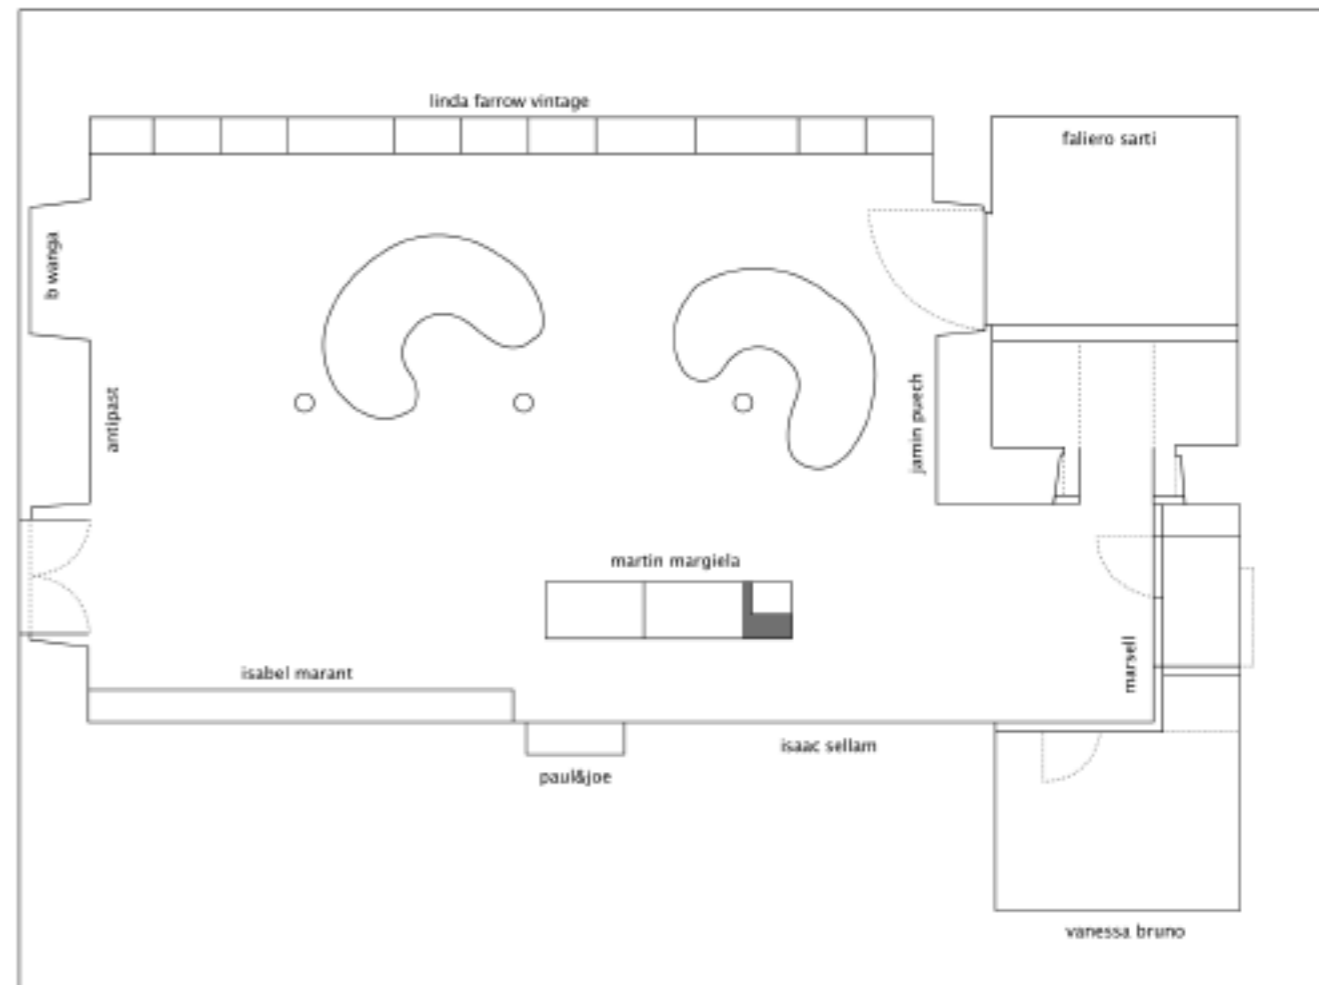 linda farrow vintage
faliero sarti
b wanga
antipast
jamin puech
martin margiela
isabel marant
marsell
isaac sellam
paul&joe
vanessa bruno